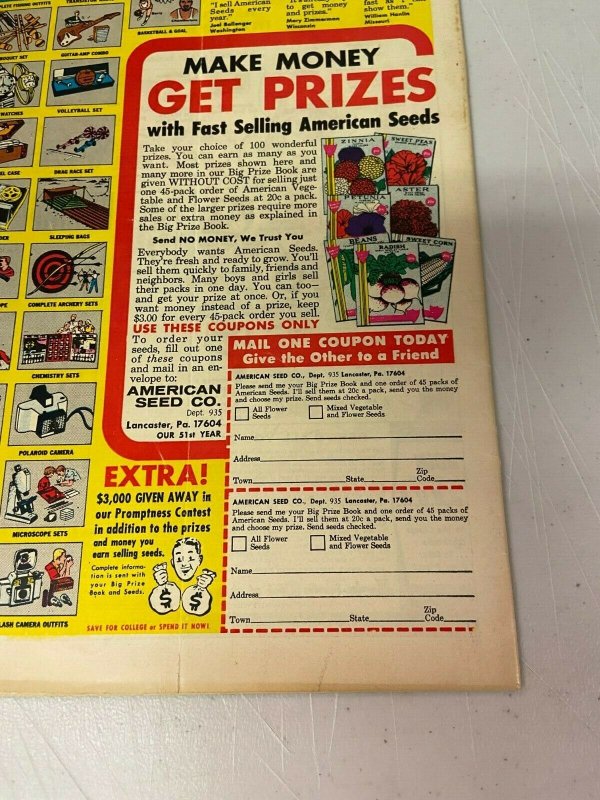 PLETE FISHING OUTFITS
"I sell American
Seeds every
year."
Joel Ballenger
Washington
to get money
and prizes."
Mary Zimmerman
Wisconsin
show them."
William Hanlin
Missouri
BASKETBALL & GOAL
GUITAR-AMP COMBO
VOLLEYBALL SET
WATCHES
DRAG RACE SET
SLEEPING BAGS
COMPLETE ARCHERY SETS
CHEMISTRY SETS
POLAROID CAMERA
MICROSCOPE SETS
LASH CAMERA OUTFITS
MAKE MONEY
GET PRIZES
with Fast Selling American Seeds
Take your choice of 100 wonderful
prizes. You can earn as many as you
want. Most prizes shown here and
many more in our Big Prize Book are
given WITHOUT COST for selling just
one 45-pack order of American Vege-
table and Flower Seeds at 20c a pack.
Some of the larger prizes require more
sales or extra money as explained in
the Big Prize Book.
Send NO MONEY, We Trust You
Everybody wants American Seeds.
They're fresh and ready to grow. You'll
sell them quickly to family, friends and
neighbors. Many boys and girls sell
their packs in one day. You can too—
and get your prize at once. Or, if you
want money instead of a prize, keep
$3.00 for every 45-pack order you sell.
ZINNIA
SWEET PEAS
PETUNIA
ASTER
BEANS
RADISH
SWEET CORN
USE THESE COUPONS ONLY
To order your
seeds, fill out one
of these coupons
and mail in an en-
velope to:
AMERICAN
SEED CO.
Dept. 935
Lancaster, Pa. 17604
OUR 51st YEAR
MAIL ONE COUPON TODAY
Give the Other to a Friend
AMERICAN SEED CO., Dept. 935 Lancaster, Pa. 17604
Please send me your Big Prize Book and one order of 45 packs of
American Seeds. I'll sell them at 20c a pack, send you the money
and choose my prize. Send seeds checked.
All Flower
Seeds
Mixed Vegetable
and Flower Seeds
Name
Address
Town State Zip Code
AMERICAN SEED CO., Dept. 935 Lancaster, Pa. 17604
Please send me your Big Prize Book and one order of 45 packs of
American Seeds. I'll sell them at 20c a pack, send you the money
and choose my prize. Send seeds checked.
All Flower
Seeds
Mixed Vegetable
and Flower Seeds
Name
Address
Town State Zip Code
EXTRA!
$3,000 GIVEN AWAY in
our Promptness Contest
in addition to the prizes
and money you
earn selling seeds.
Complete informa-
tion is sent with
your Big Prize
Book and Seeds.
SAVE FOR COLLEGE or SPEND IT NOW!